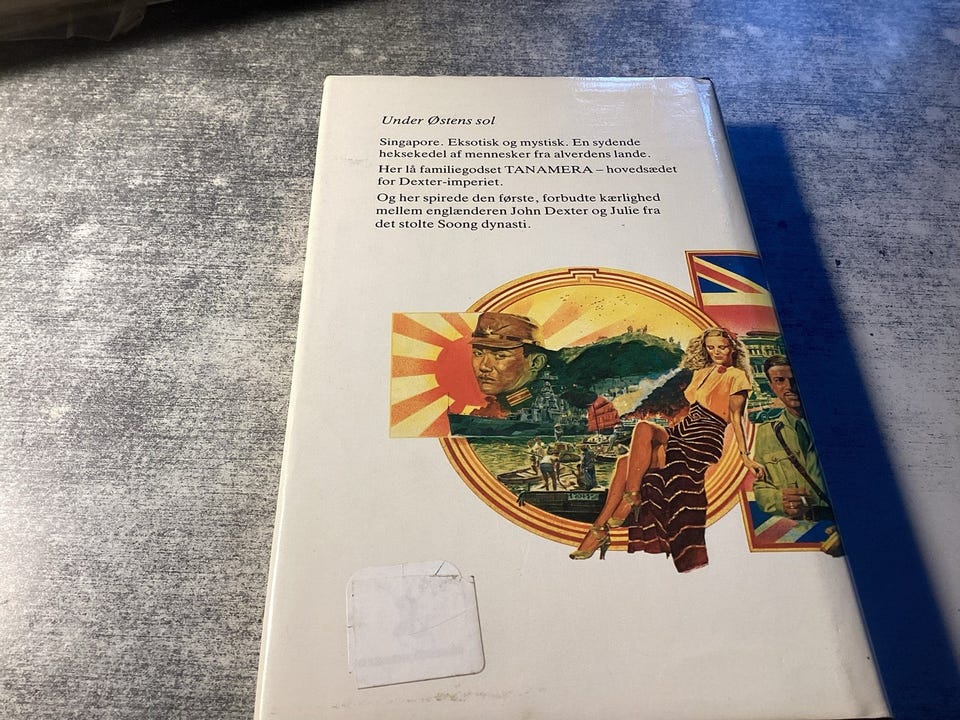 Under Østens sol
Singapore. Eksotisk og mystisk. En sydende
heksekedel af mennesker fra alverdens lande.
Her lå familiegodset TANAMERA – hovedsædet
for Dexter-imperiet.
Og her spirede den første, forbudte kærlighed
mellem englænderen John Dexter og Julie fra
det stolte Soong dynasti.